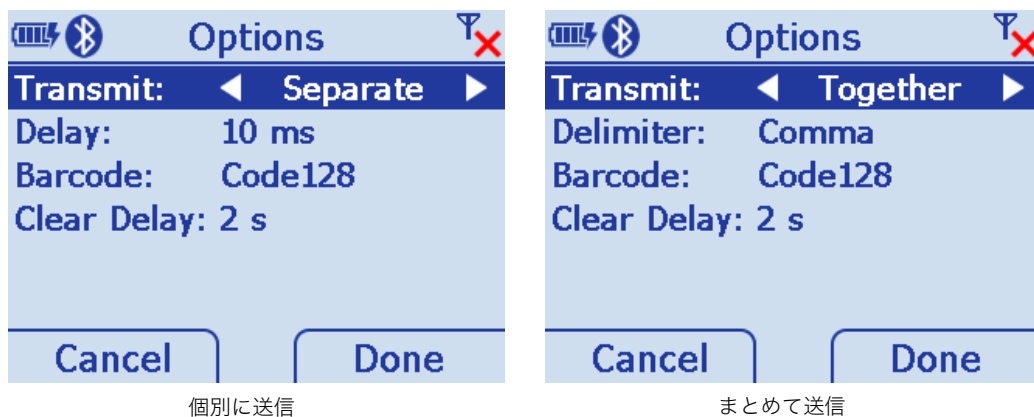 Options
Transmit: Separate
Delay: 10 ms
Barcode: Code128
Clear Delay: 2 s
Cancel Done
個別に送信
Options
Transmit: Together
Delimiter: Comma
Barcode: Code128
Clear Delay: 2 s
Cancel Done
まとめて送信